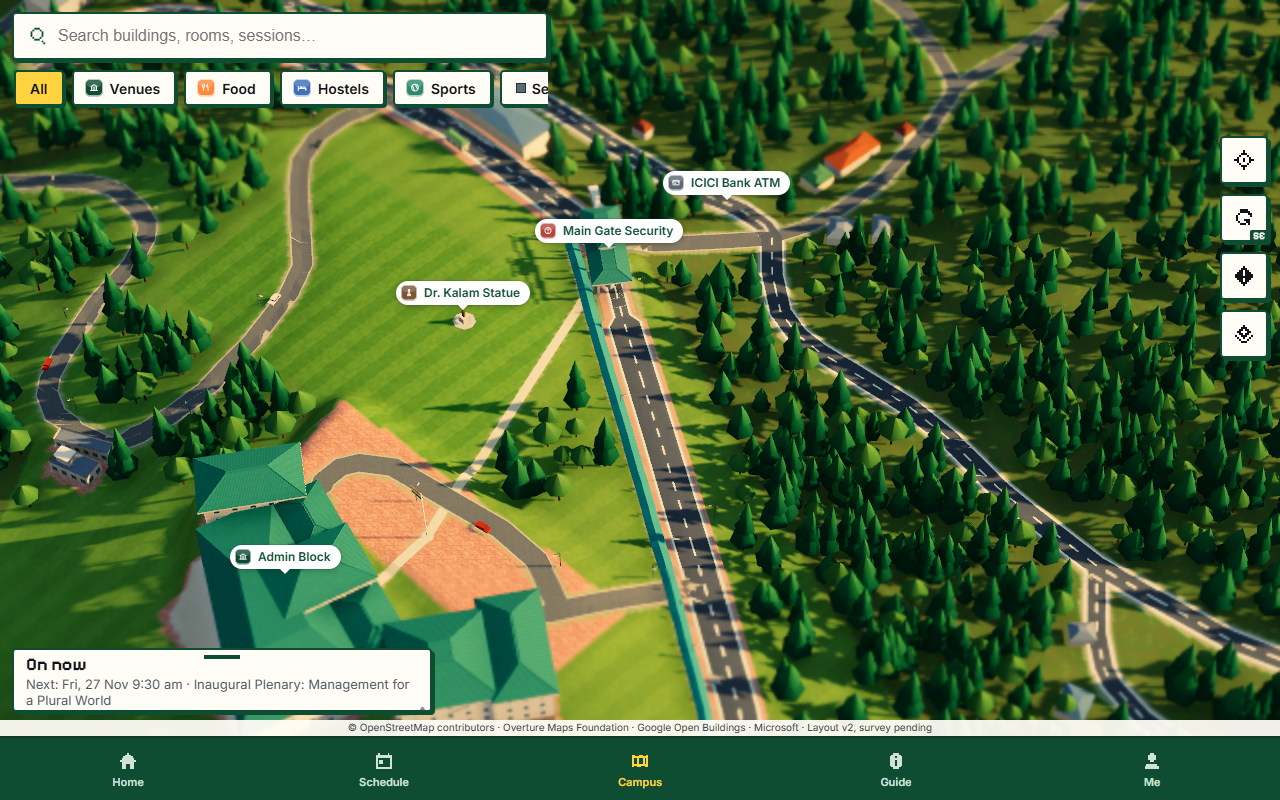 Search buildings, rooms, sessions…
All
Venues
Food
Hostels
Sports
Se
ICICI Bank ATM
Main Gate Security
SE
Dr. Kalam Statue
Admin Block
On now
Next: Fri, 27 Nov 9:30 am · Inaugural Plenary: Management for
a Plural World
© OpenStreetMap contributors · Overture Maps Foundation · Google Open Buildings · Microsoft · Layout v2, survey pending
Home
Schedule
Campus
Guide
Me